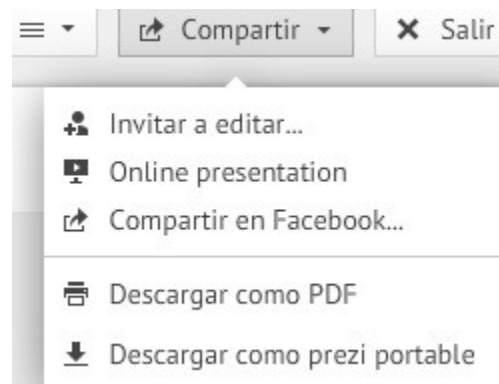 Compartir
Salir
Invitar a editar...
Online presentation
Compartir en Facebook...
Descargar como PDF
Descargar como prezi portable